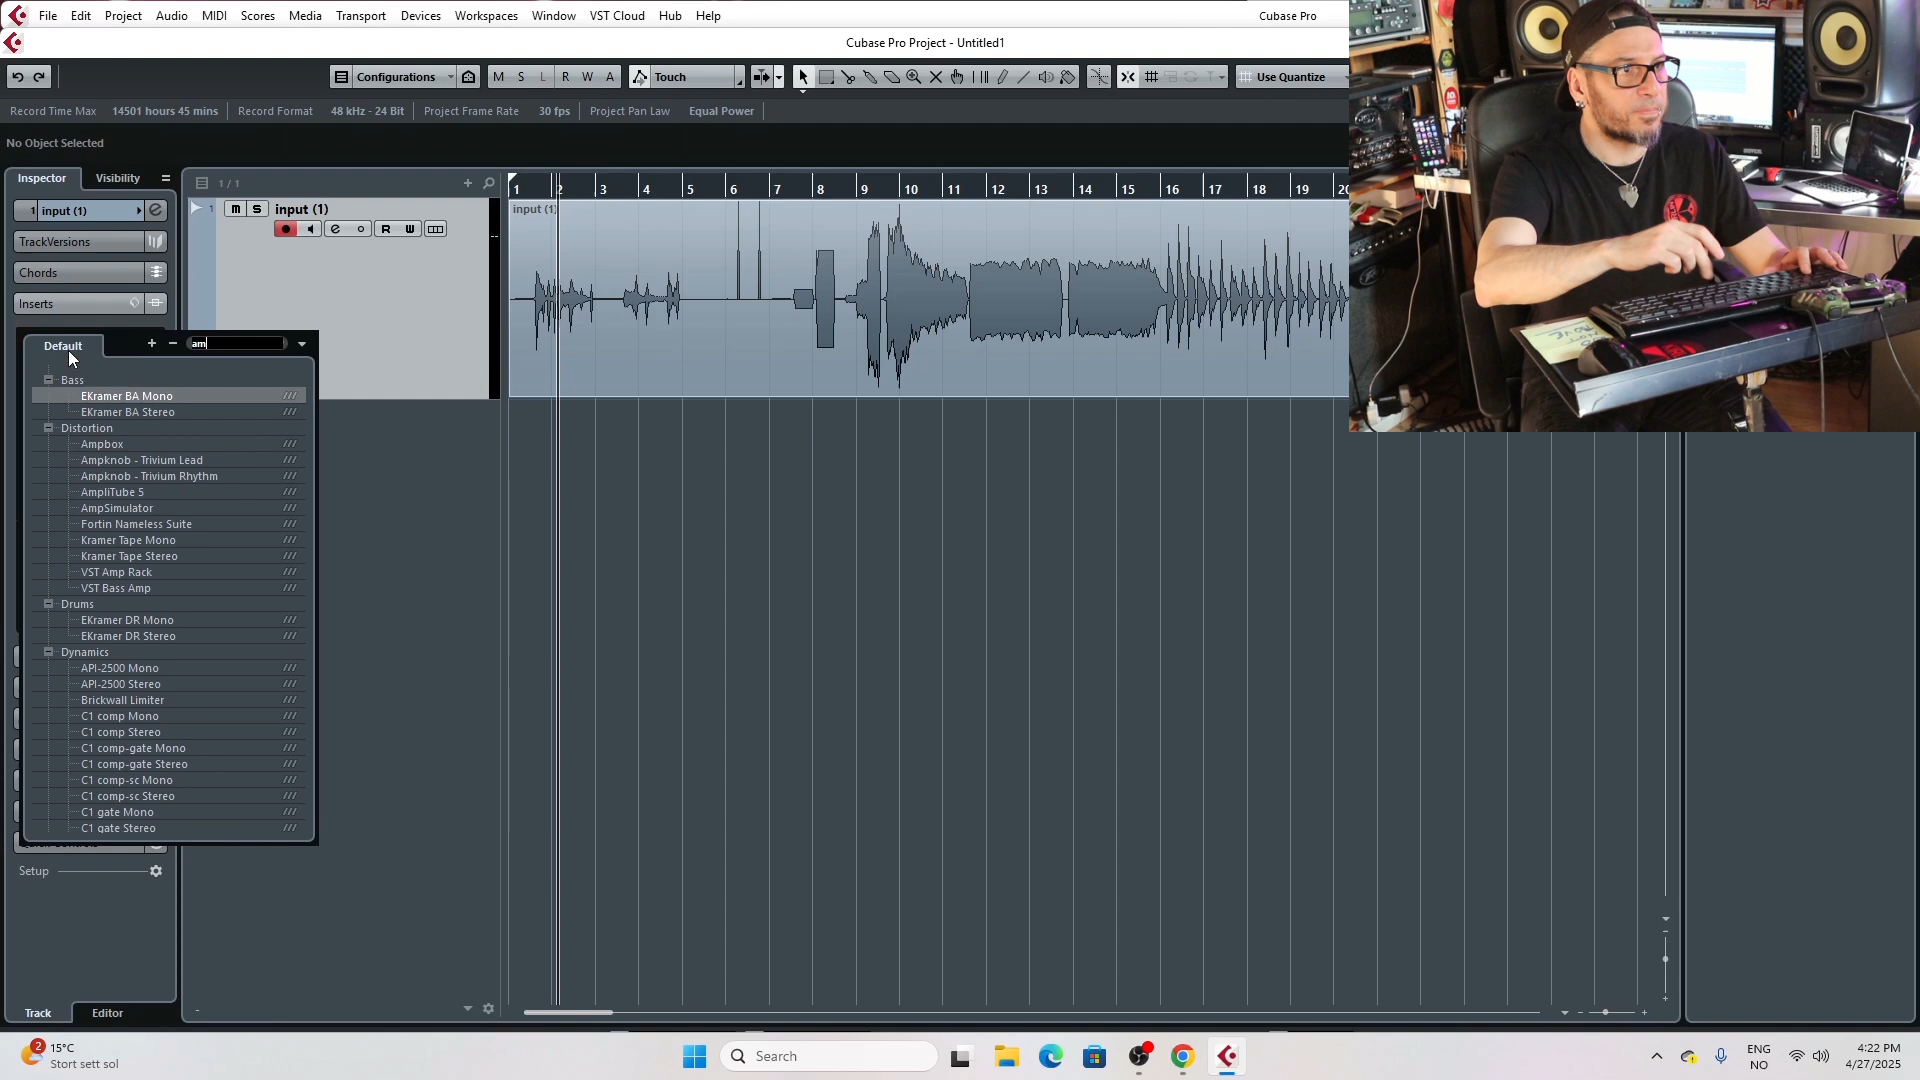 File Edit Project Audio MIDI Scores Media Transport Devices Workspaces Window VST Cloud Hub Help
Cubase Pro
Cubase Pro Project - Untitled1
Configurations M S L R W A Touch Use Quantize
Record Time Max 14501 hours 45 mins Record Format 48 kHz - 24 Bit Project Frame Rate 30 fps Project Pan Law Equal Power
No Object Selected
Inspector Visibility
1 / 1
1 2 3 4 5 6 7 8 9 10 11 12 13 14 15 16 17 18 19 20
1 input (1)
1 m S input (1)
input (1)
R W
TrackVersions
Chords
Inserts
Default
am
Bass
EKramer BA Mono
EKramer BA Stereo
Distortion
Ampbox
Ampknob - Trivium Lead
Ampknob - Trivium Rhythm
AmpliTube 5
AmpSimulator
Fortin Nameless Suite
Kramer Tape Mono
Kramer Tape Stereo
VST Amp Rack
VST Bass Amp
Drums
EKramer DR Mono
EKramer DR Stereo
Dynamics
API-2500 Mono
API-2500 Stereo
Brickwall Limiter
C1 comp Mono
C1 comp Stereo
C1 comp-gate Mono
C1 comp-gate Stereo
C1 comp-sc Mono
C1 comp-sc Stereo
C1 gate Mono
C1 gate Stereo
Setup
Track Editor
2
15°C
Stort sett sol
Search
ENG
NO
4:22 PM
4/27/2025